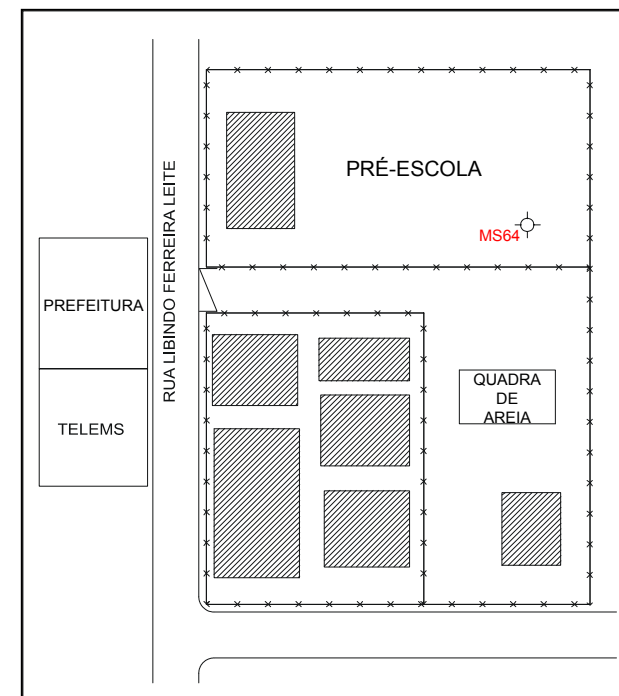 PRÉ-ESCOLA
MS64
RUA LIBINDO FERREIRA LEITE
PREFEITURA
TELEMS
QUADRA
DE
AREIA